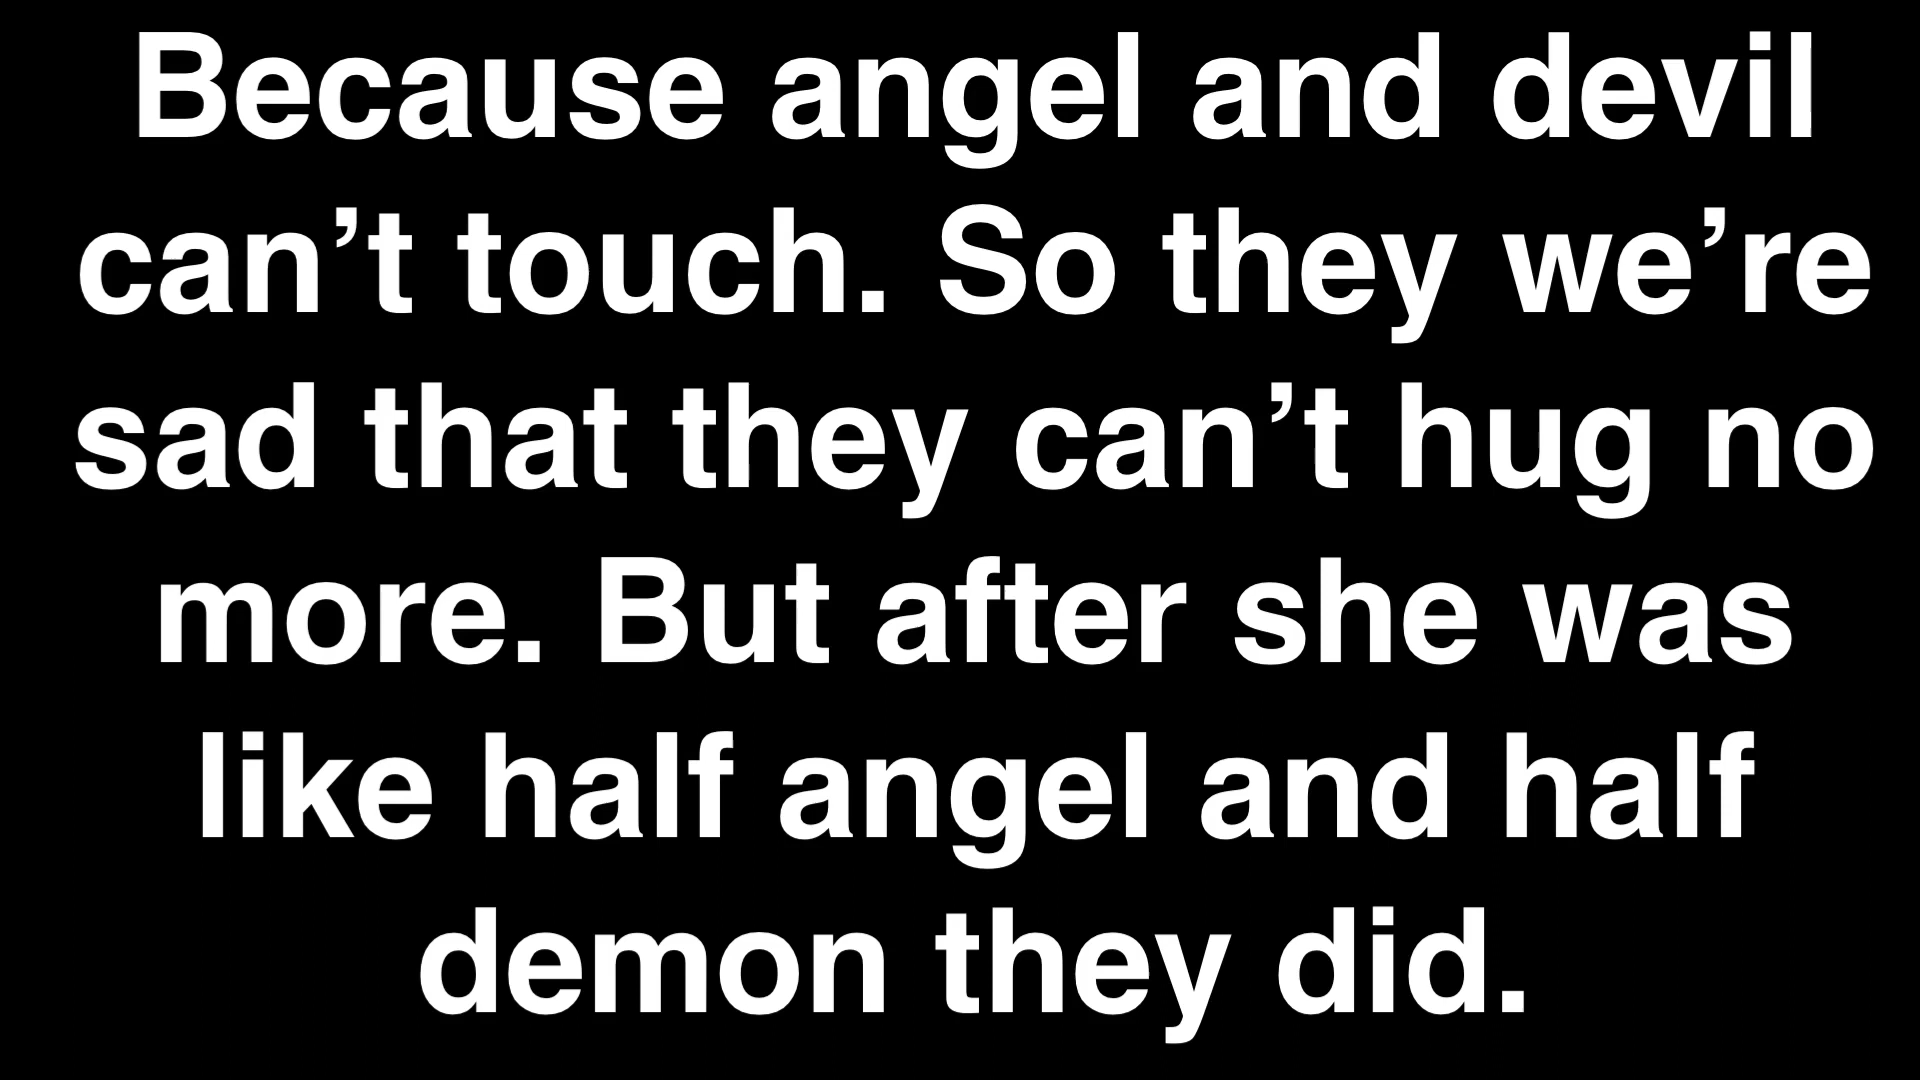 Because angel and devil
can’t touch. So they we’re
sad that they can’t hug no
more. But after she was
like half angel and half
demon they did.